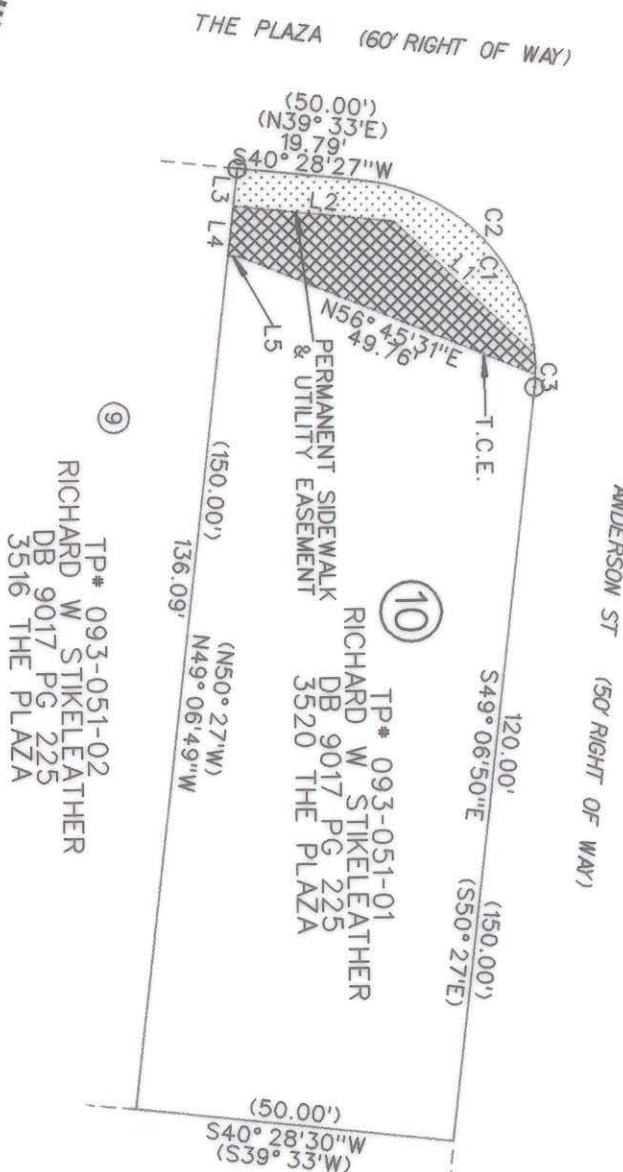 THE PLAZA (60' RIGHT OF WAY)
(50.00')
(N39° 33'E)
19.79'
S40° 28'27"W
L3
L4
L2
C2
C1
L1
C3
N56° 45'31"E
49.76'
L5
T.C.E.
PERMANENT SIDEWALK
& UTILITY EASEMENT
ANDERSON ST (50' RIGHT OF WAY)
120.00'
S49° 06'50"E
(150.00')
(S50° 27'E)
10
TP# 093-051-01
RICHARD W STIKELEATHER
DB 9017 PG 225
3520 THE PLAZA
(150.00')
136.09'
(N50° 27'W)
N49° 06'49"W
9
TP# 093-051-02
RICHARD W STIKELEATHER
DB 9017 PG 225
3516 THE PLAZA
(50.00')
S40° 28'30"W
(S39° 33'W)